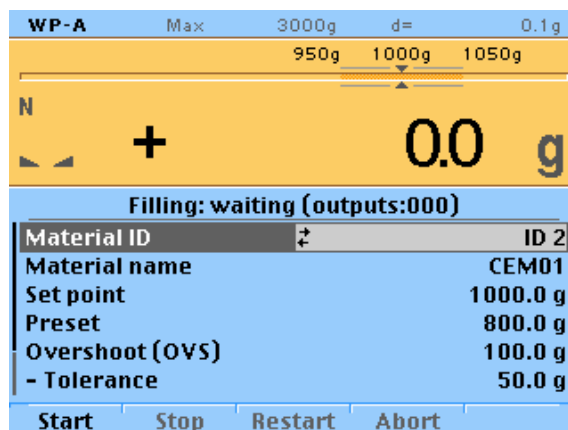 WP-A Max 3000g d= 0.1g
950g 1000g 1050g
N
+ 0.0 g
Filling: waiting (outputs:000)
Material ID ID 2
Material name CEM01
Set point 1000.0 g
Preset 800.0 g
Overshoot (OVS) 100.0 g
- Tolerance 50.0 g
Start Stop Restart Abort